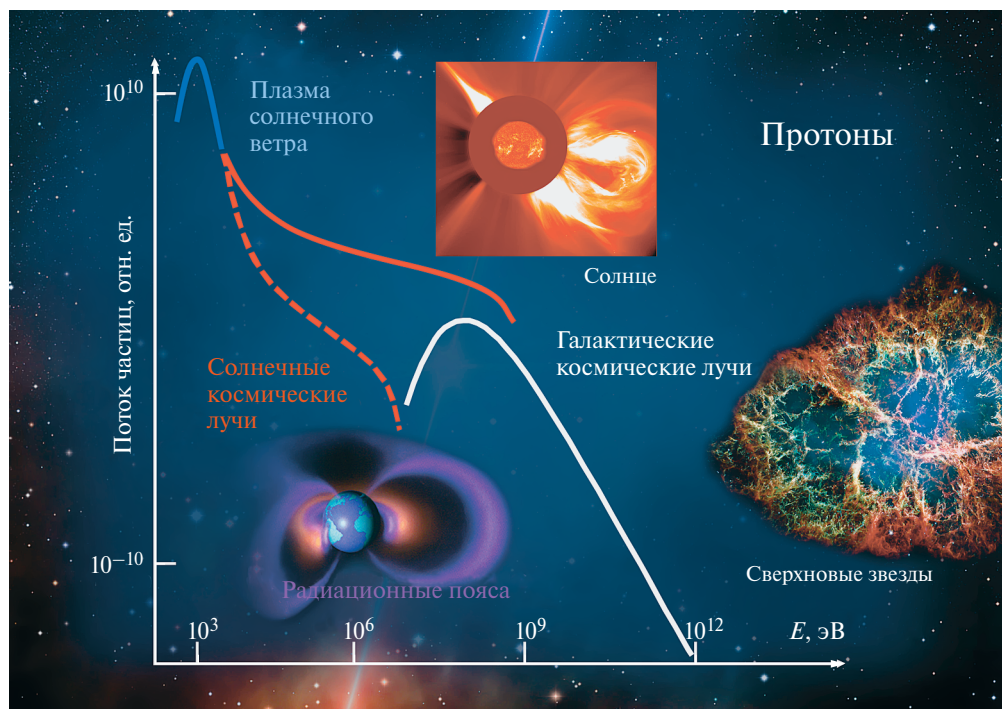 10¹⁰
Плазма
солнечного
ветра
Протоны
Солнце
Поток частиц, отн. ед.
Галактические
космические лучи
Солнечные
космические
лучи
10⁻¹⁰
Радиационные пояса
Сверхновые звезды
10³
10⁶
10⁹
10¹²
E, эВ